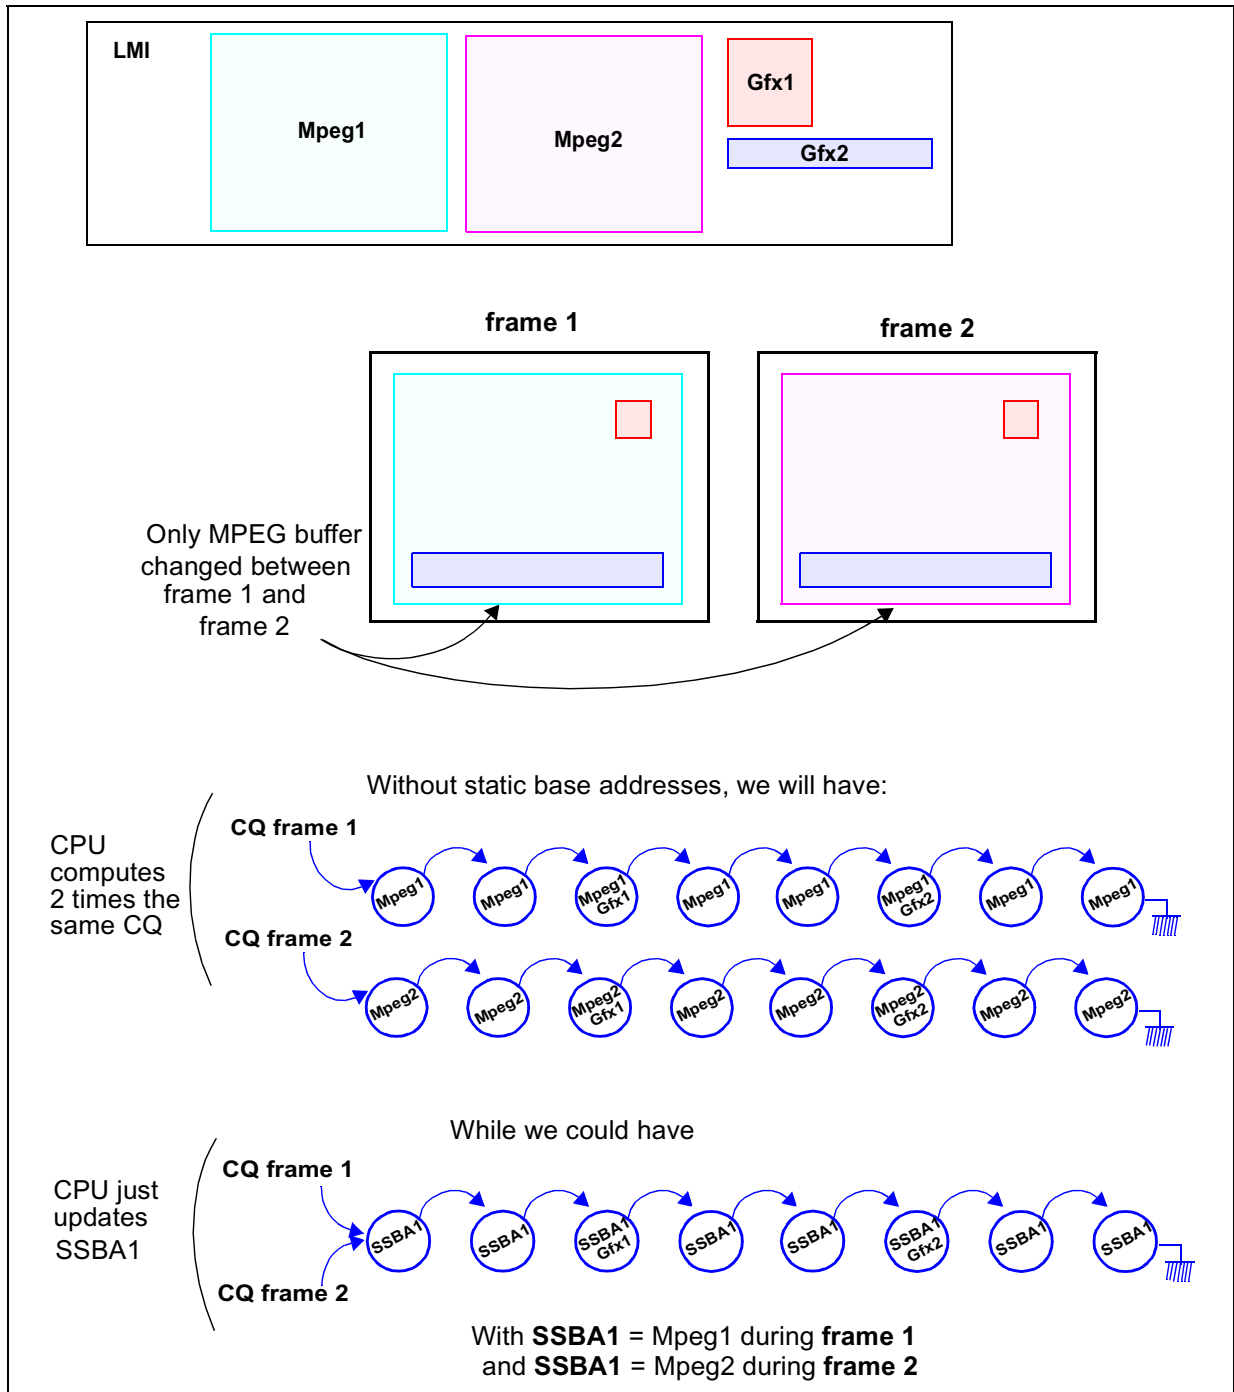 LMI
Mpeg1
Mpeg2
Gfx1
Gfx2
frame 1
frame 2
Only MPEG buffer
changed between
frame 1 and
frame 2
Without static base addresses, we will have:
CPU
computes
2 times the
same CQ
CQ frame 1
Mpeg1
Mpeg1
Mpeg1
Gfx1
Mpeg1
Mpeg1
Mpeg1
Gfx2
Mpeg1
Mpeg1
CQ frame 2
Mpeg2
Mpeg2
Mpeg2
Gfx1
Mpeg2
Mpeg2
Mpeg2
Gfx2
Mpeg2
Mpeg2
While we could have
CPU just
updates
SSBA1
CQ frame 1
SSBA1
SSBA1
SSBA1
Gfx1
SSBA1
SSBA1
SSBA1
Gfx2
SSBA1
SSBA1
CQ frame 2
With SSBA1 = Mpeg1 during frame 1
and SSBA1 = Mpeg2 during frame 2